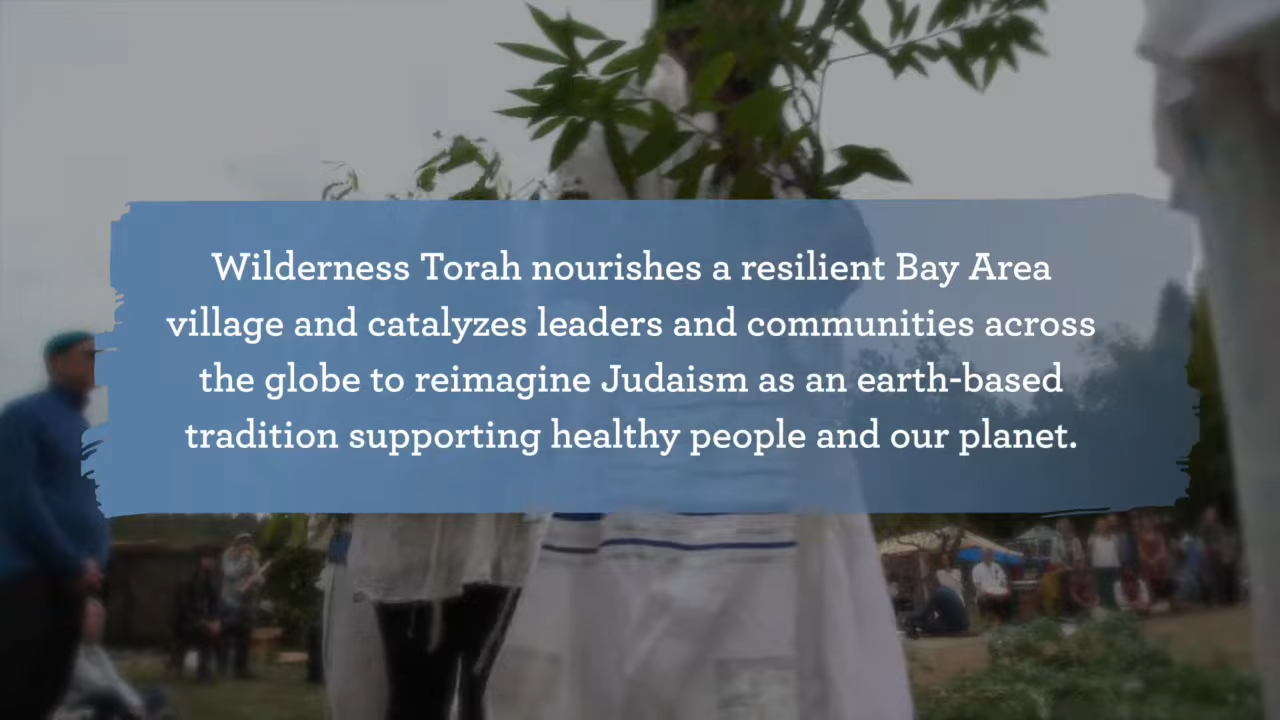 Wilderness Torah nourishes a resilient Bay Area
village and catalyzes leaders and communities across
the globe to reimagine Judaism as an earth-based
tradition supporting healthy people and our planet.